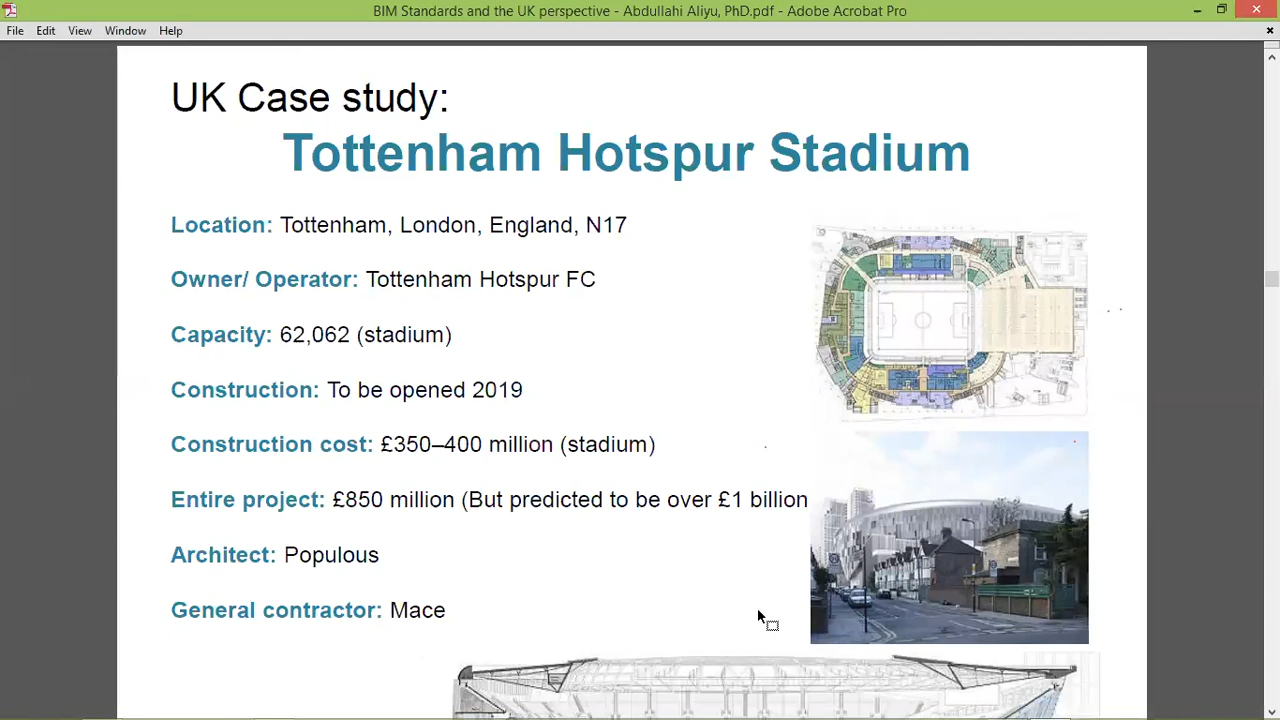 BIM Standards and the UK perspective - Abdullahi Aliyu, PhD.pdf - Adobe Acrobat Pro
File Edit View Window Help
UK Case study:
Tottenham Hotspur Stadium
Location: Tottenham, London, England, N17
Owner/ Operator: Tottenham Hotspur FC
Capacity: 62,062 (stadium)
Construction: To be opened 2019
Construction cost: £350–400 million (stadium)
Entire project: £850 million (But predicted to be over £1 billion
Architect: Populous
General contractor: Mace